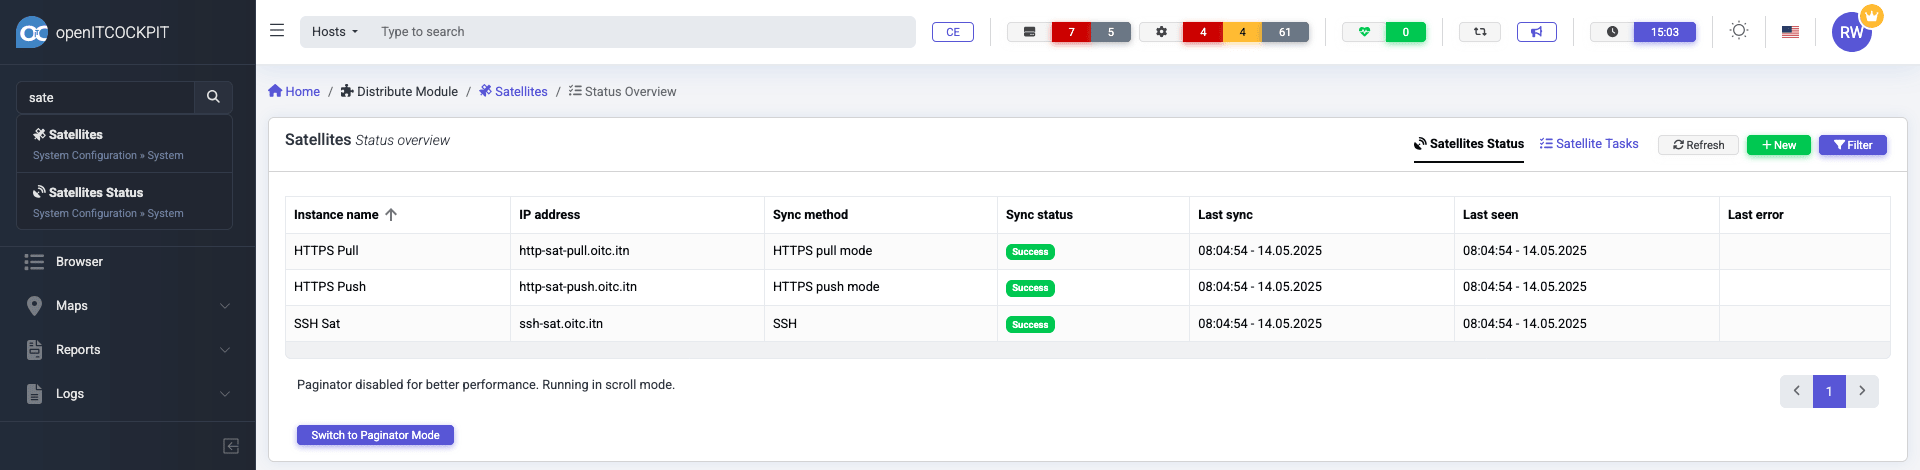 openITCOCKPIT
Hosts Type to search CE 7 5 4 4 61 0 15:03 RW
sate
Satellites
System Configuration » System
Satellites Status
System Configuration » System
Browser
Maps
Reports
Logs
Home / Distribute Module / Satellites / Status Overview
Satellites Status overview
Satellites Status Satellite Tasks Refresh + New Filter
Instance name IP address Sync method Sync status Last sync Last seen Last error
HTTPS Pull http-sat-pull.oitc.itn HTTPS pull mode Success 08:04:54 - 14.05.2025 08:04:54 - 14.05.2025
HTTPS Push http-sat-push.oitc.itn HTTPS push mode Success 08:04:54 - 14.05.2025 08:04:54 - 14.05.2025
SSH Sat ssh-sat.oitc.itn SSH Success 08:04:54 - 14.05.2025 08:04:54 - 14.05.2025
Paginator disabled for better performance. Running in scroll mode.
1
Switch to Paginator Mode